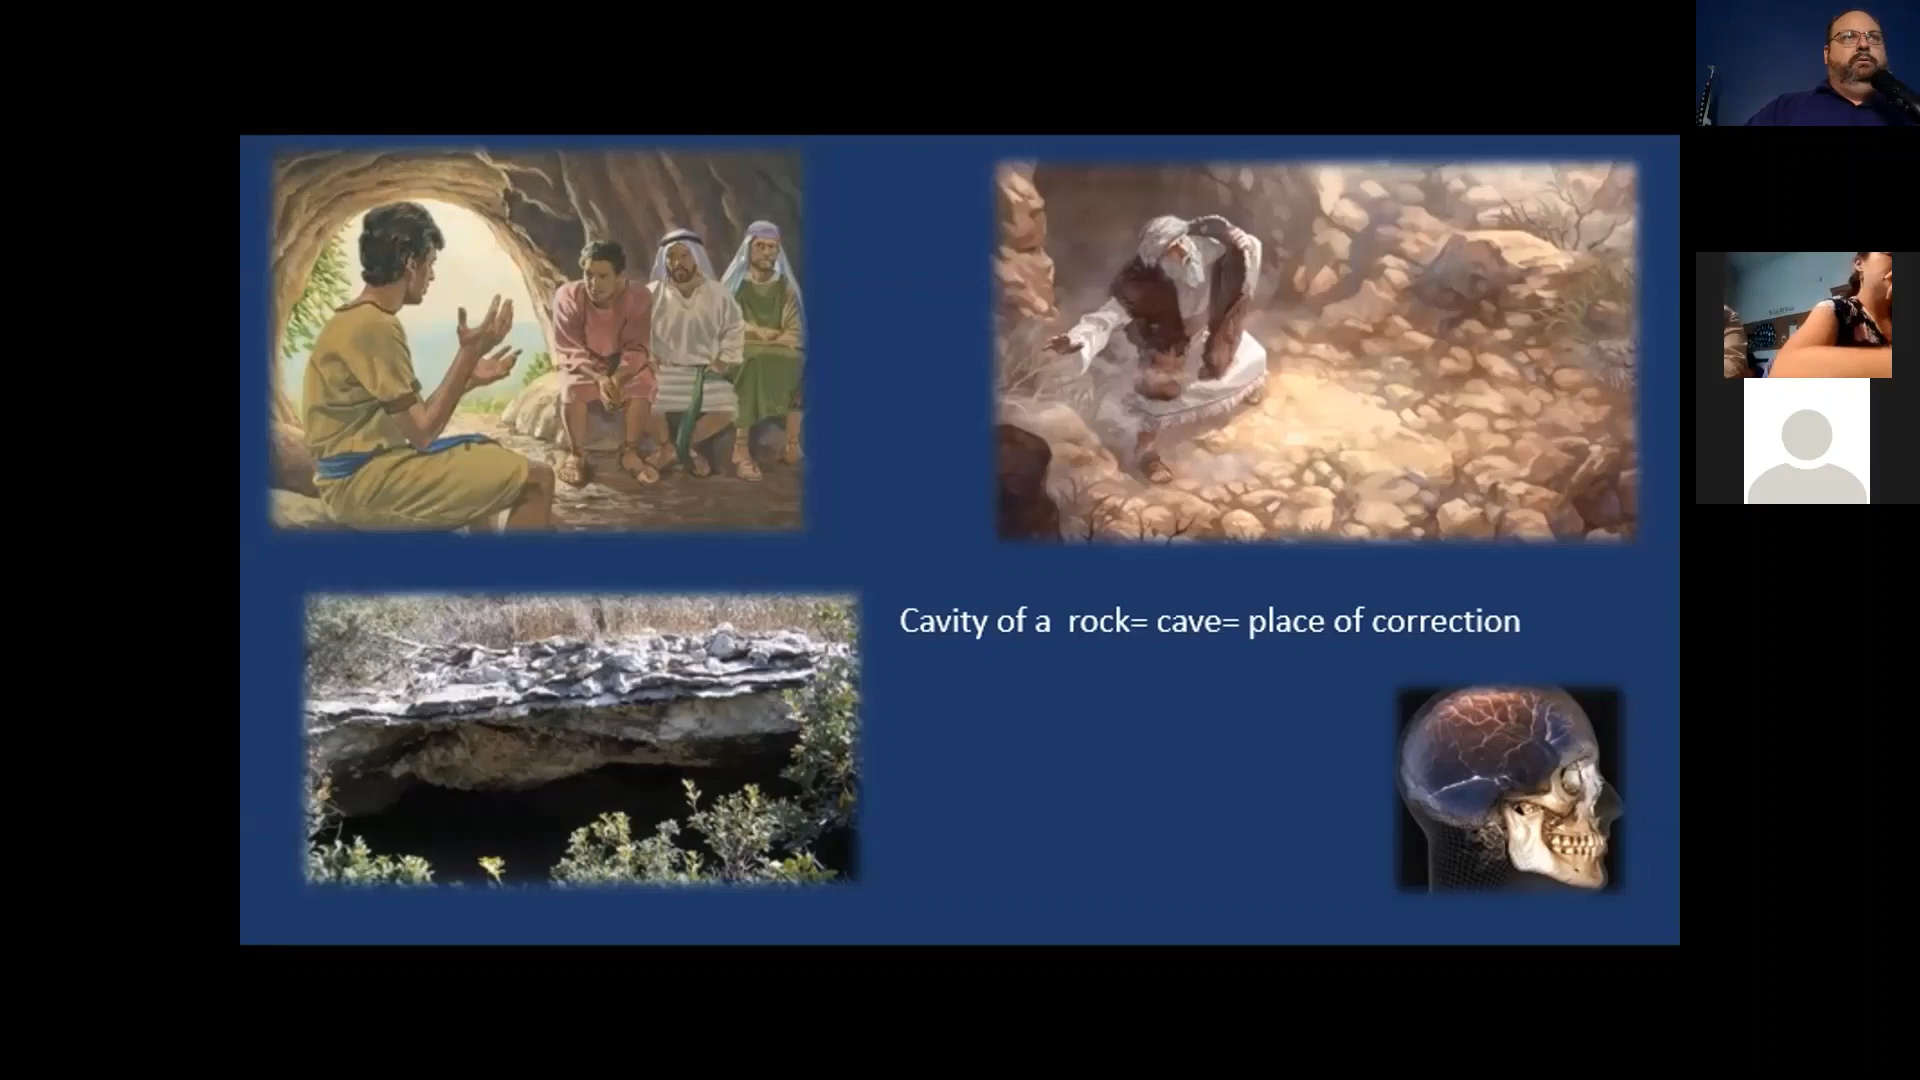 Cavity of a  rock= cave= place of correction